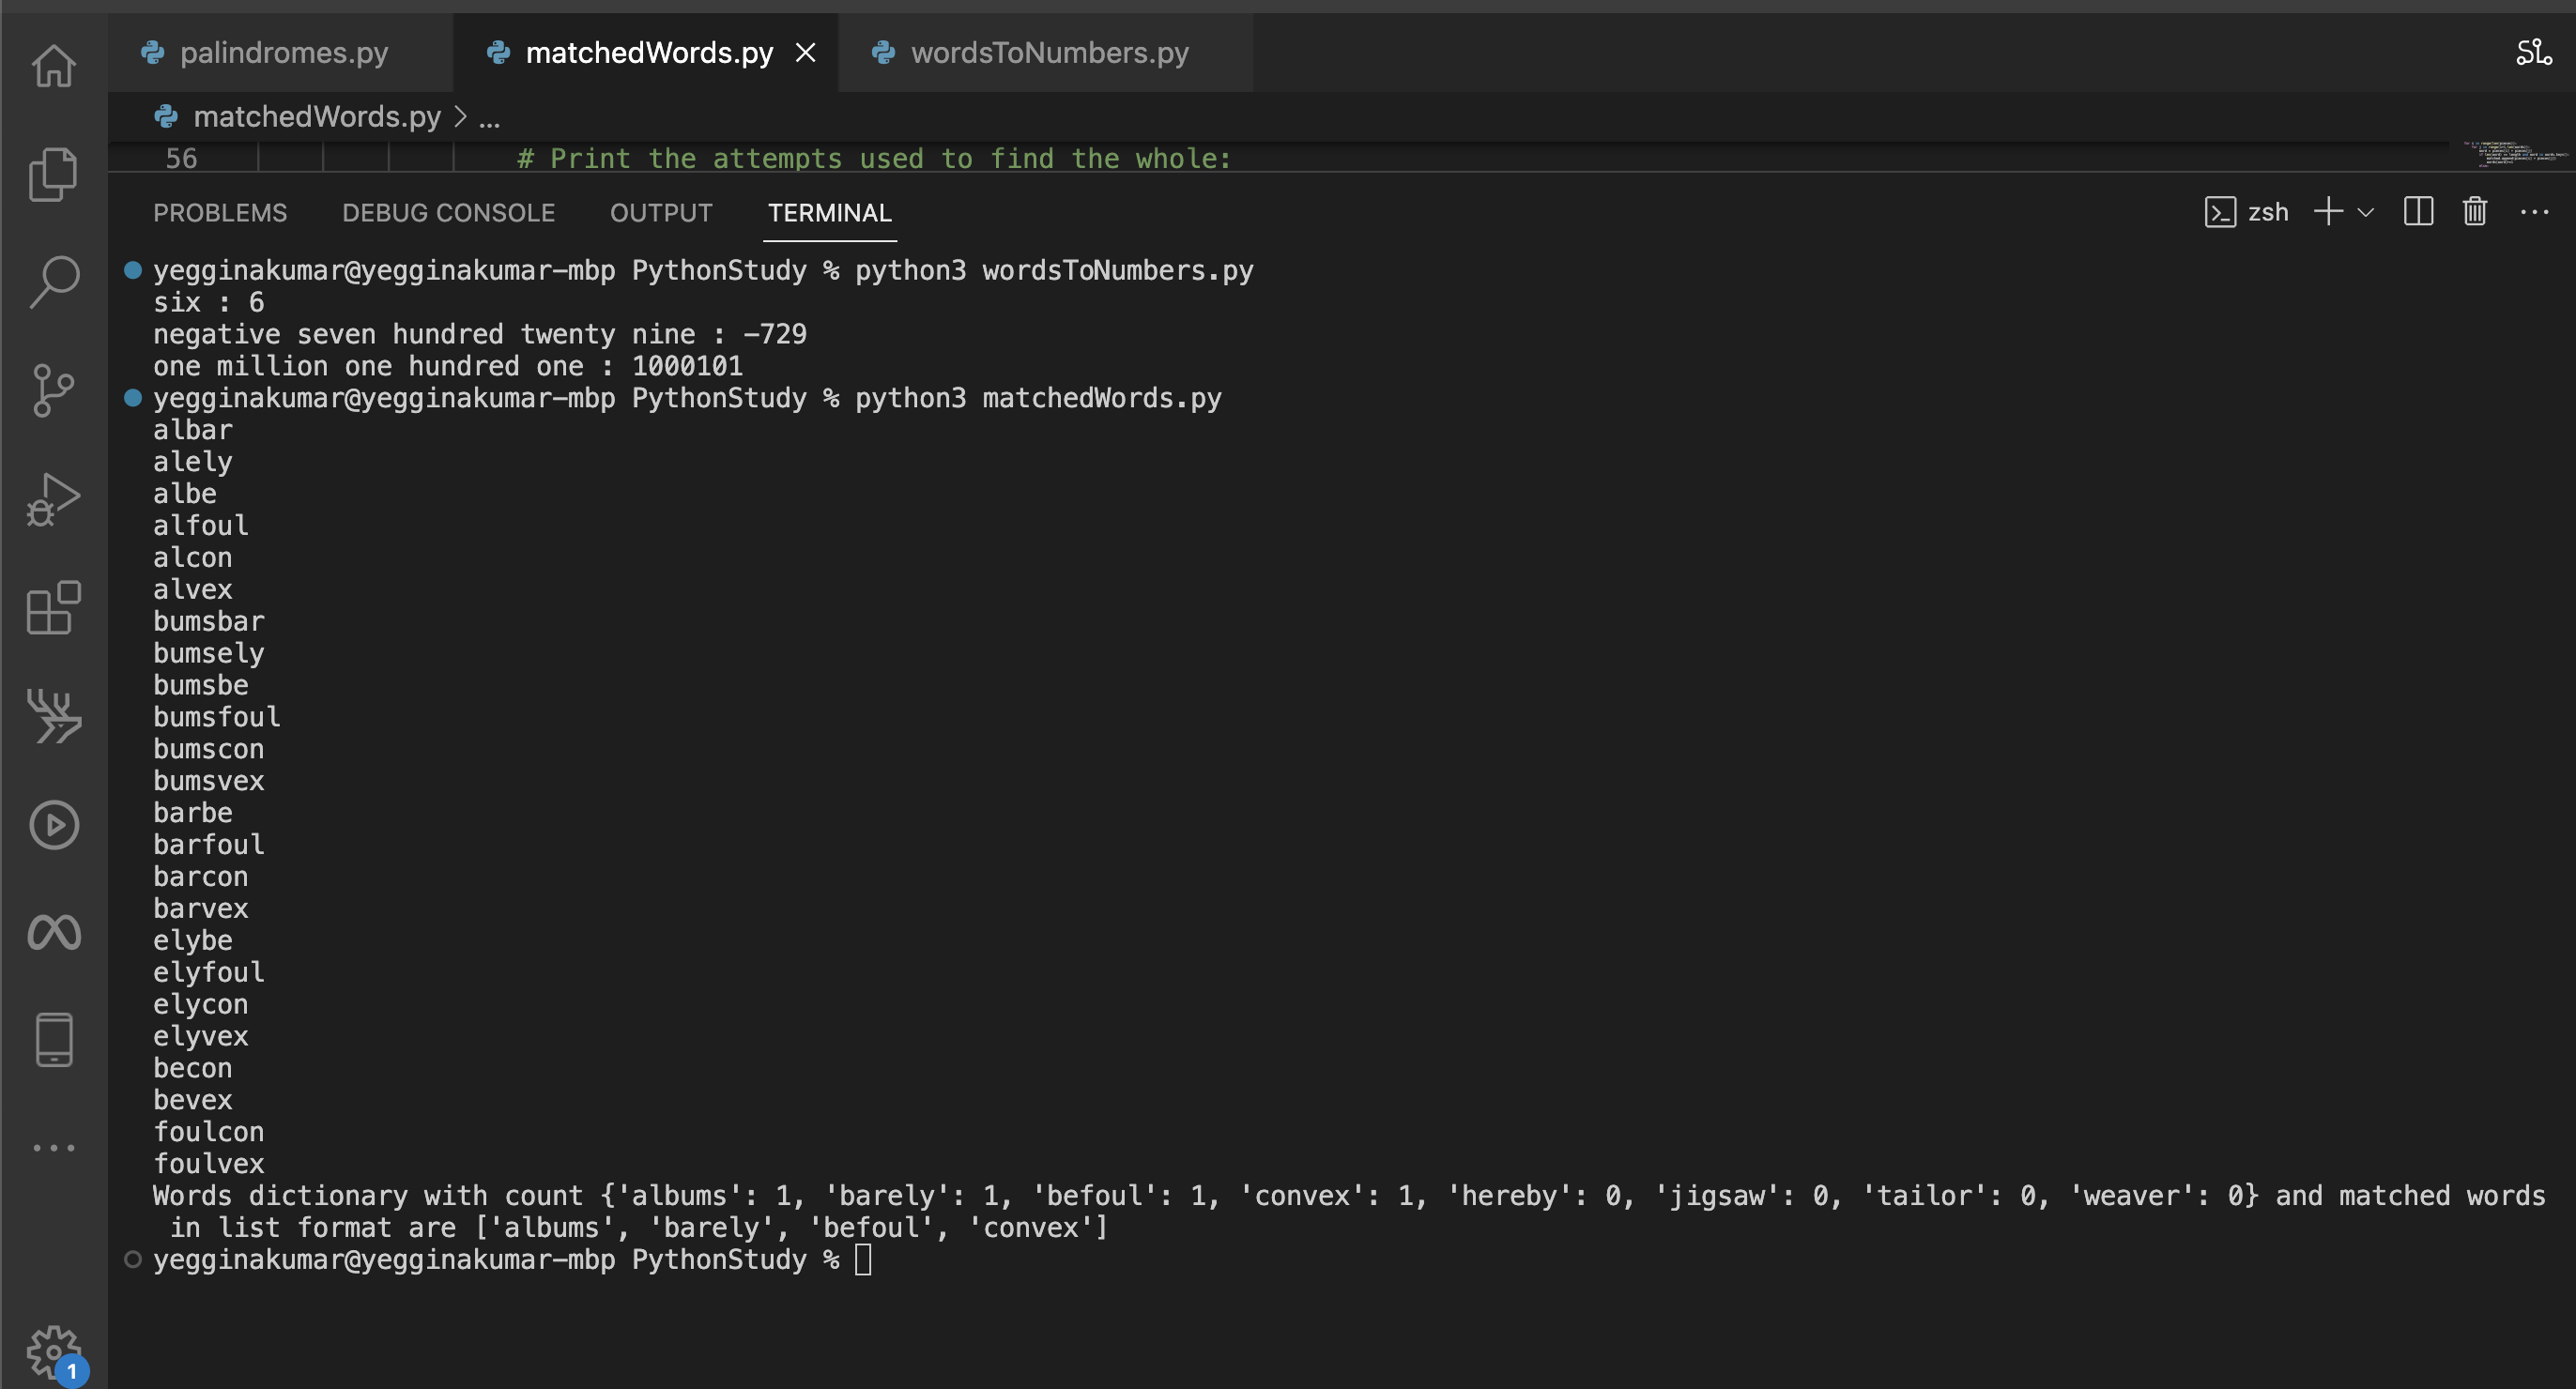 palindromes.py
matchedWords.py
wordsToNumbers.py
matchedWords.py > ...
56 # Print the attempts used to find the whole:
PROBLEMS DEBUG CONSOLE OUTPUT TERMINAL
zsh
yegginakumar@yegginakumar-mbp PythonStudy % python3 wordsToNumbers.py
six : 6
negative seven hundred twenty nine : -729
one million one hundred one : 1000101
yegginakumar@yegginakumar-mbp PythonStudy % python3 matchedWords.py
albar
alely
albe
alfoul
alcon
alvex
bumsbar
bumsely
bumsbe
bumsfoul
bumscon
bumsvex
barbe
barfoul
barcon
barvex
elybe
elyfoul
elycon
elyvex
becon
bevex
foulcon
foulvex
Words dictionary with count {'albums': 1, 'barely': 1, 'befoul': 1, 'convex': 1, 'hereby': 0, 'jigsaw': 0, 'tailor': 0, 'weaver': 0} and matched words
in list format are ['albums', 'barely', 'befoul', 'convex']
yegginakumar@yegginakumar-mbp PythonStudy %
1